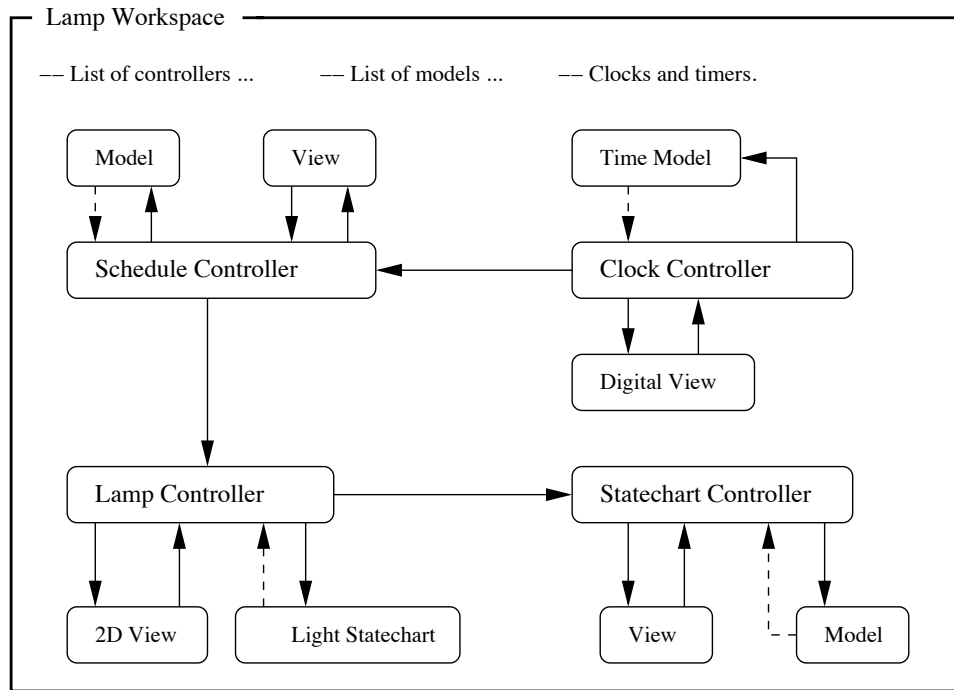 Lamp Workspace
-- List of controllers ... -- List of models ... -- Clocks and timers.
Model View Time Model
Schedule Controller Clock Controller
Digital View
Lamp Controller Statechart Controller
2D View Light Statechart View Model